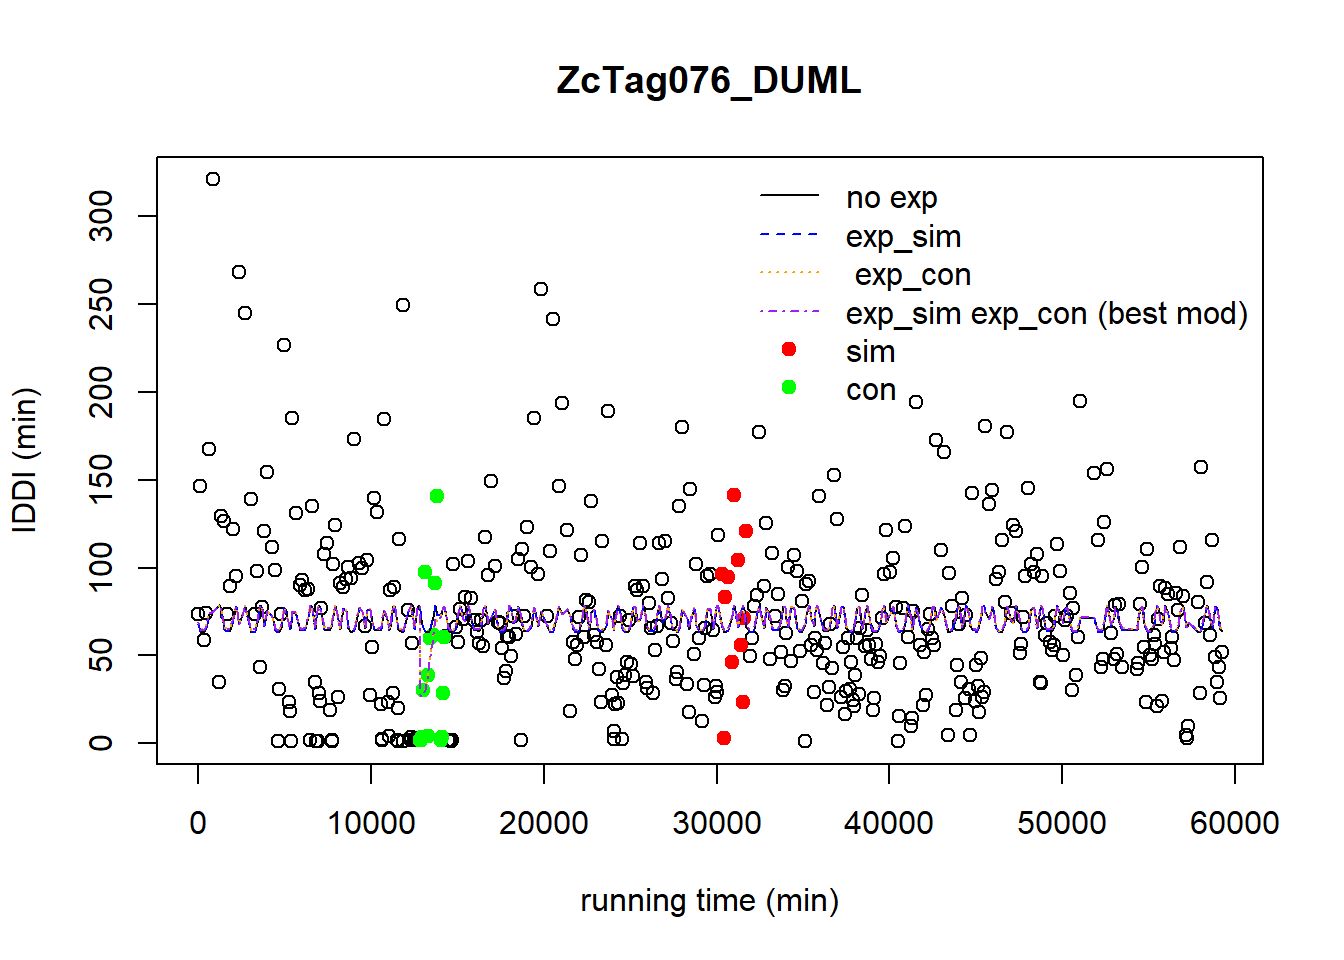 ZcTag076_DUML
no exp
exp_sim
exp_con
exp_sim exp_con (best mod)
sim
con
IDDI (min)
300
250
200
150
100
50
0
0 10000 20000 30000 40000 50000 60000
running time (min)